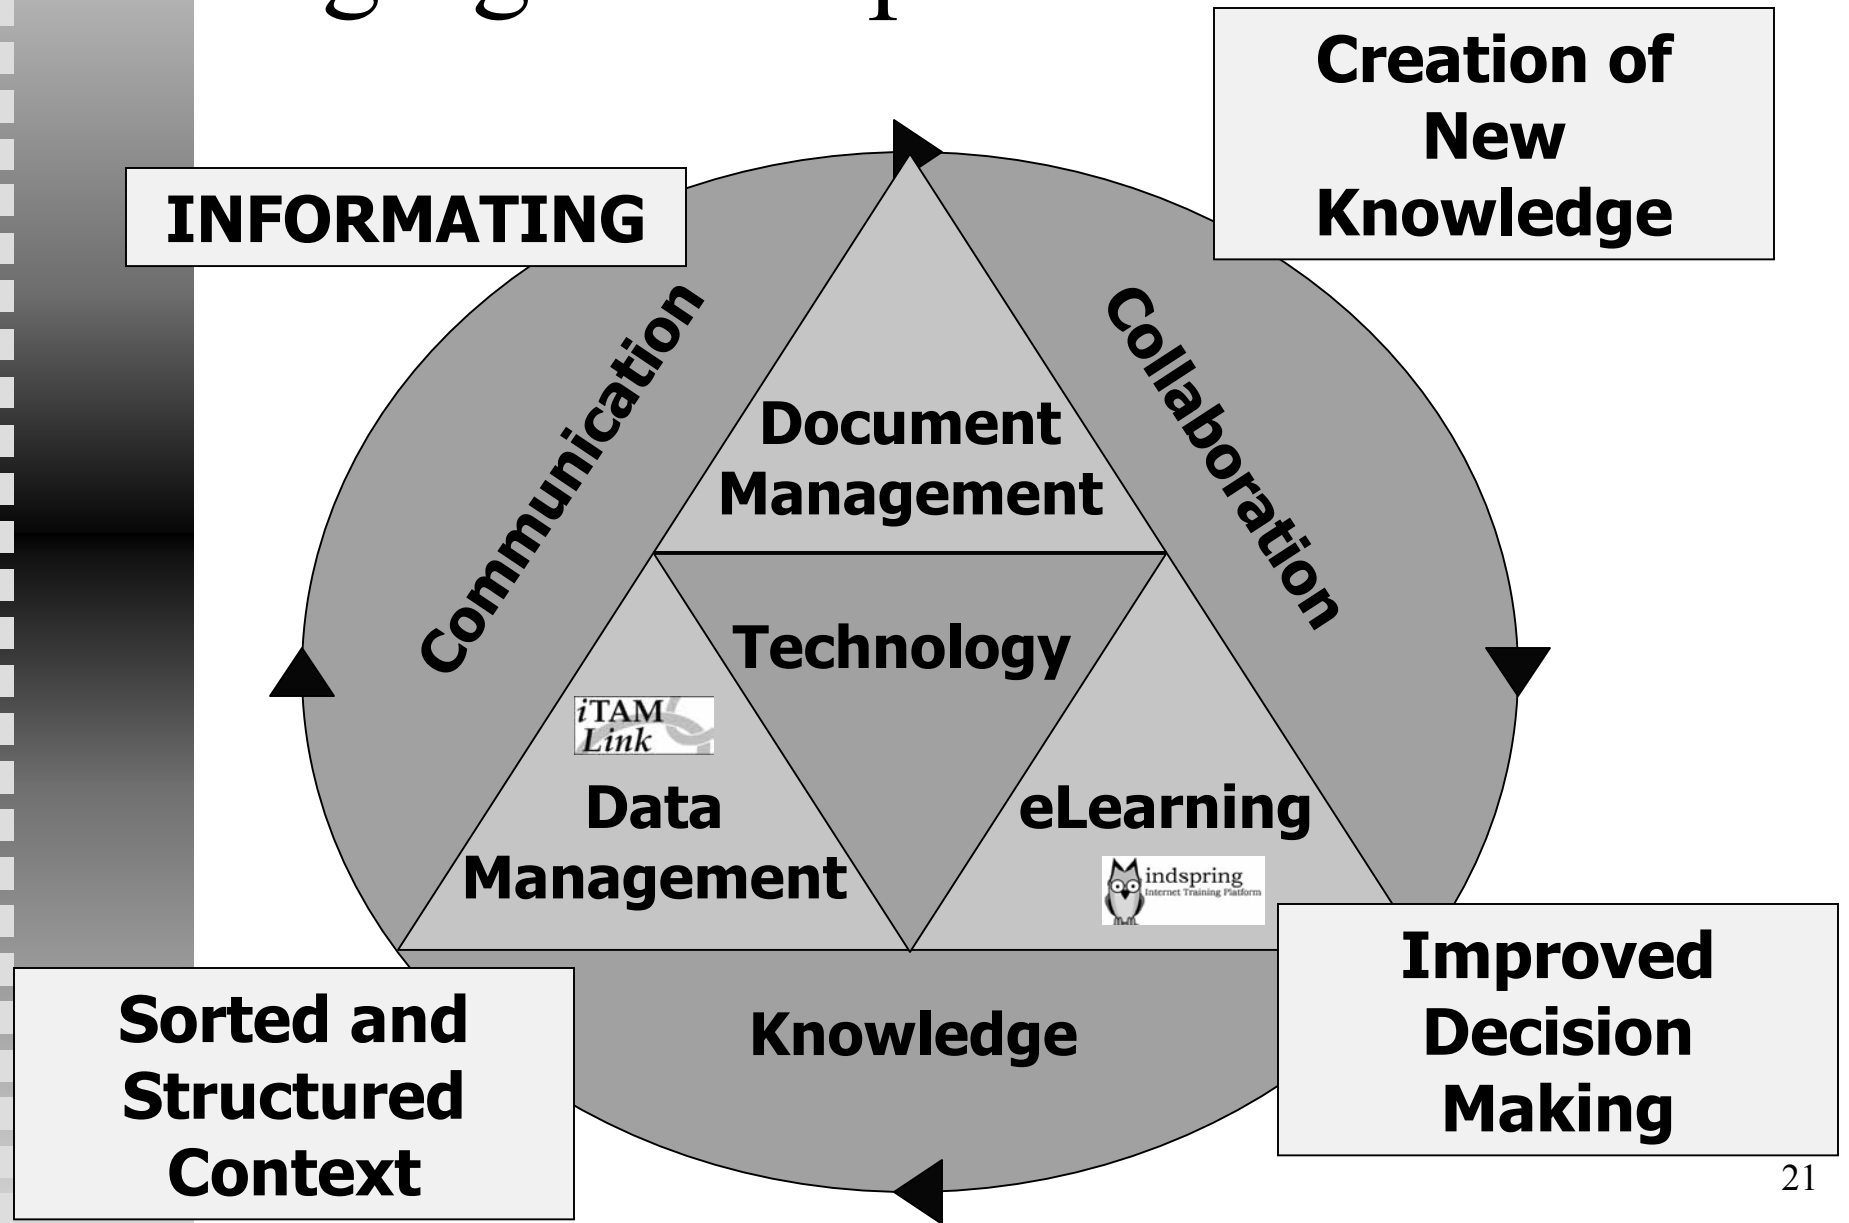 Creation of
New
Knowledge
INFORMATING
Communication
Collaboration
Document
Management
Technology
iTAM
Link
Data
Management
eLearning
indspring
Internet Training Platform
Knowledge
Sorted and
Structured
Context
Improved
Decision
Making
21